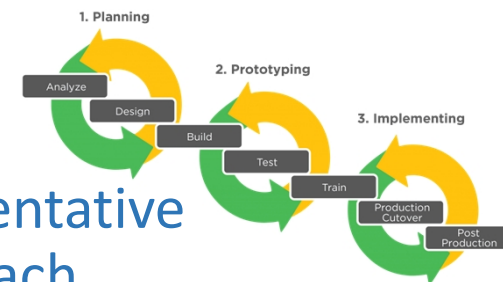 1. Planning
Analyze
Design
Build
2. Prototyping
Test
Train
3. Implementing
Production
Cutover
Post
Production
entative
ach